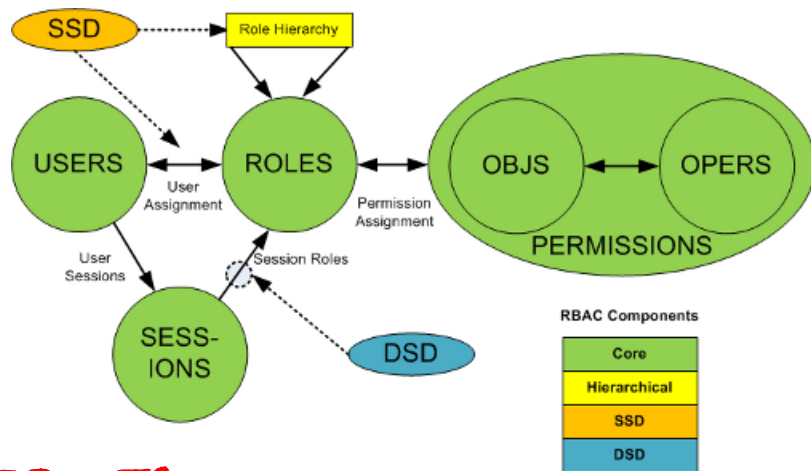 SSD
Role Hierarchy
USERS
ROLES
OBJS
OPERS
User
Assignment
Permission
Assignment
PERMISSIONS
User
Sessions
Session Roles
SESS-
IONS
DSD
RBAC Components
Core
Hierarchical
SSD
DSD